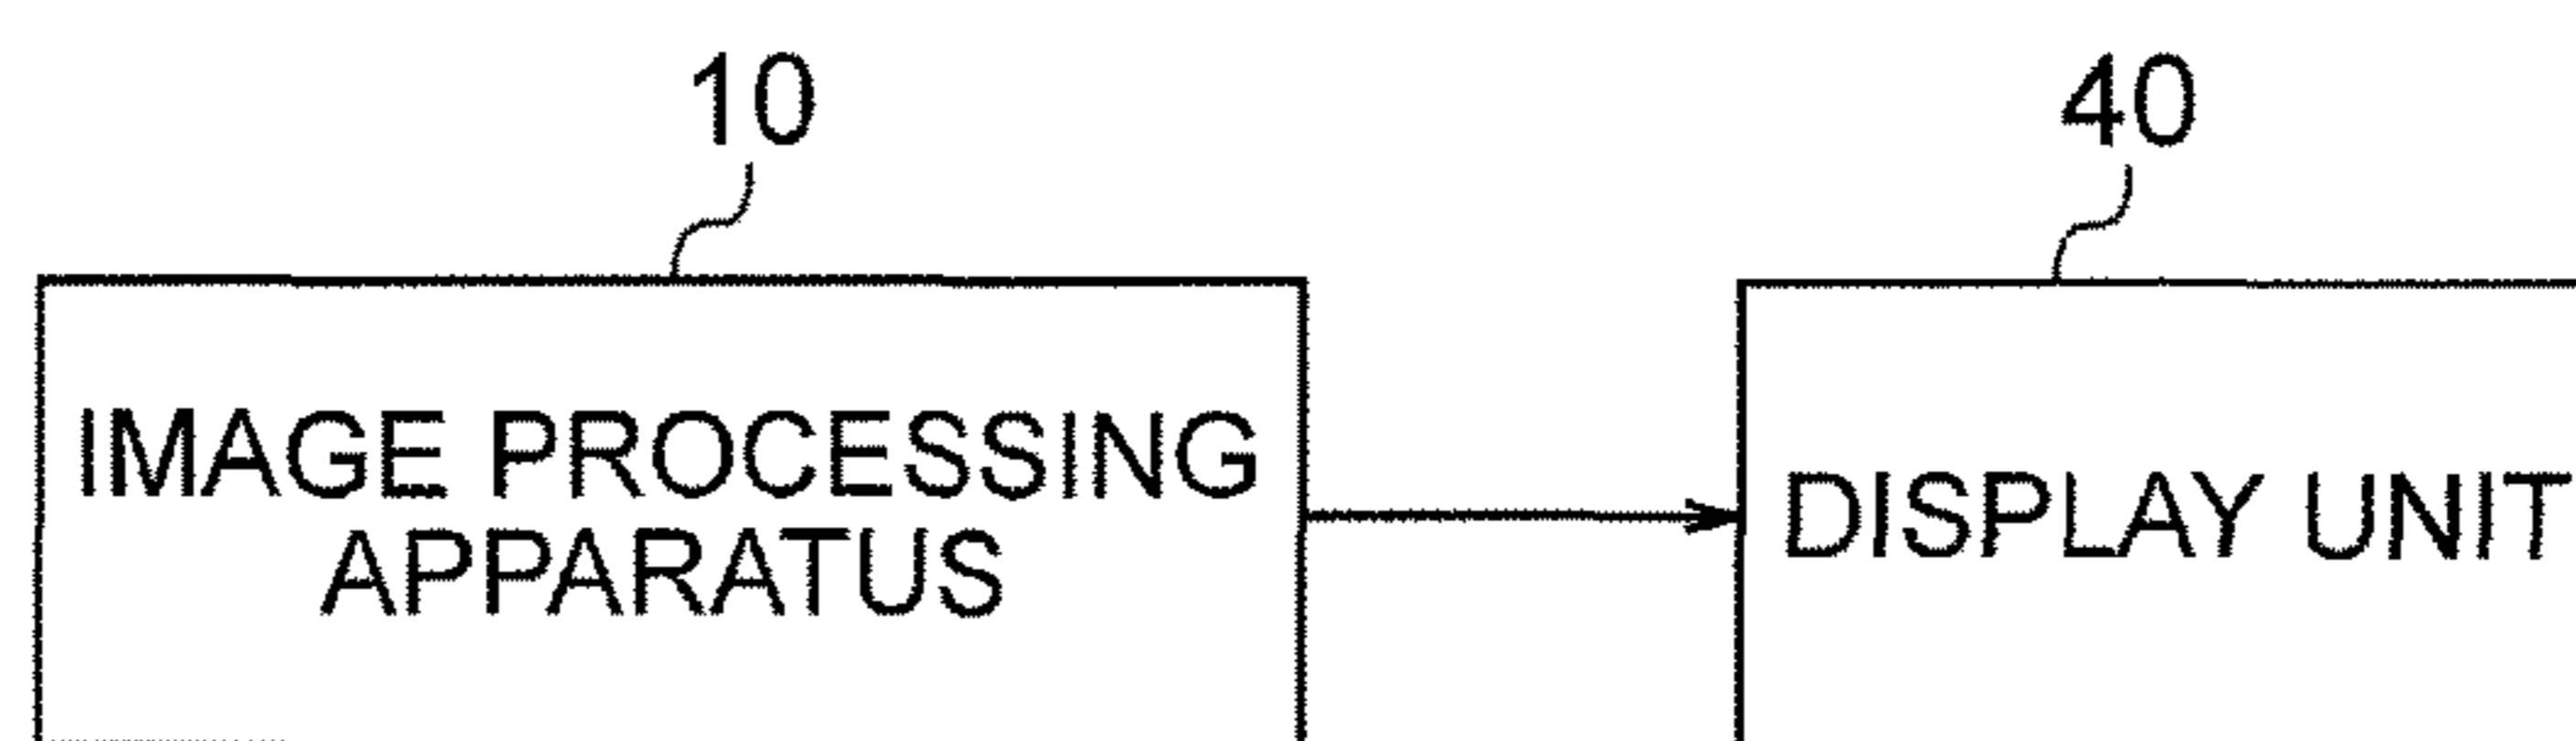 10
40
IMAGE PROCESSING
APPARATUS
DISPLAY UNIT